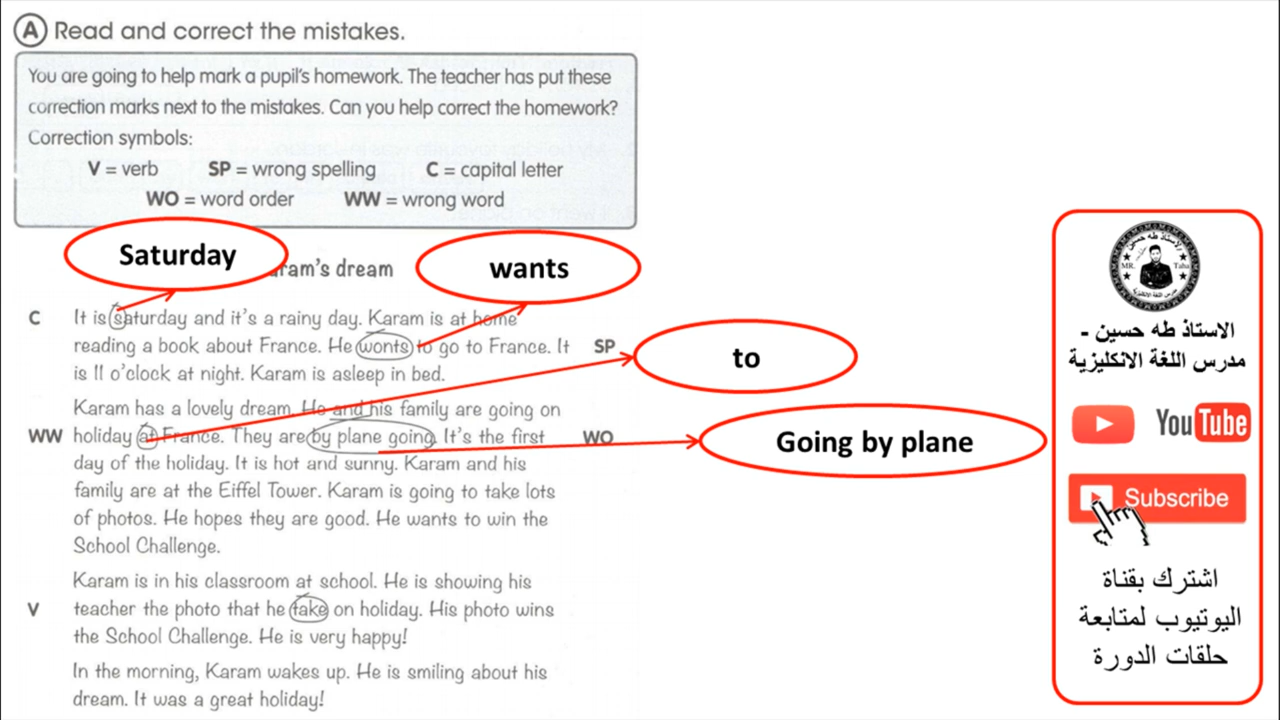 A Read and correct the mistakes.
You are going to help mark a pupil's homework. The teacher has put these
correction marks next to the mistakes. Can you help correct the homework?
Correction symbols:
V = verb SP = wrong spelling C = capital letter
WO = word order WW = wrong word
Saturday
ram's dream
wants
C It is saturday and it's a rainy day. Karam is at home
reading a book about France. He wonts to go to France. It SP
is 11 o'clock at night. Karam is asleep in bed.
to
Karam has a lovely dream. He and his family are going on
WW holiday at France. They are by plane going. It's the first WO
Going by plane
day of the holiday. It is hot and sunny. Karam and his
family are at the Eiffel Tower. Karam is going to take lots
of photos. He hopes they are good. He wants to win the
School Challenge.
Karam is in his classroom at school. He is showing his
V teacher the photo that he take on holiday. His photo wins
the School Challenge. He is very happy!
In the morning, Karam wakes up. He is smiling about his
dream. It was a great holiday!
الاستاذ طه حسين
MR. Taha
مدرس اللغة الانكليزية
الاستاذ طه حسين -
مدرس اللغة الانكليزية
YouTube
Subscribe
اشترك بقناة
اليوتيوب لمتابعة
حلقات الدورة